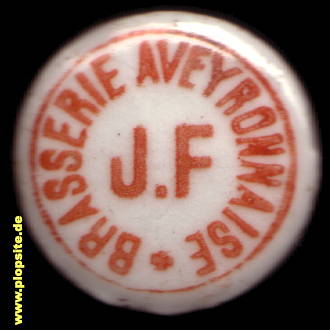 BRASSERIE AVEYRONNAISE *
J.F
www.plopsite.de